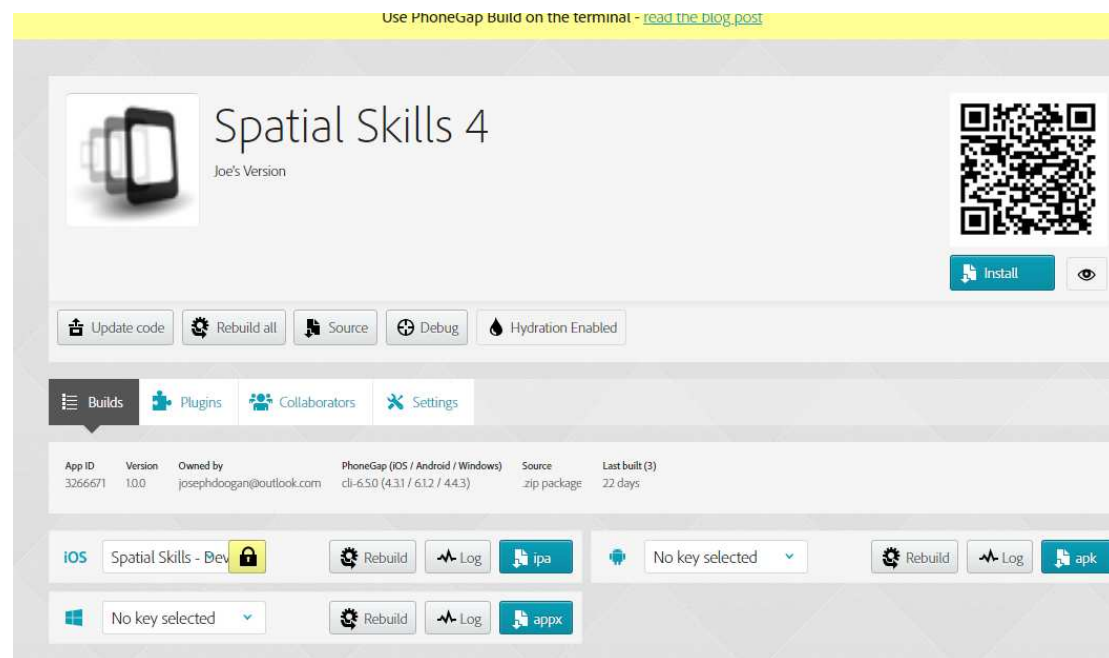 Use PhoneGap Build on the terminal - read the blog post
Spatial Skills 4
Joe's Version
Install
Update code Rebuild all Source Debug Hydration Enabled
Builds Plugins Collaborators Settings
App ID Version Owned by PhoneGap (iOS / Android / Windows) Source Last built (3)
3266671 1.0.0 josephdoogan@outlook.com cli-6.5.0 (4.3.1 / 6.1.2 / 4.4.3) .zip package 22 days
iOS Spatial Skills - Dev Rebuild Log ipa No key selected Rebuild Log apk
No key selected Rebuild Log appx